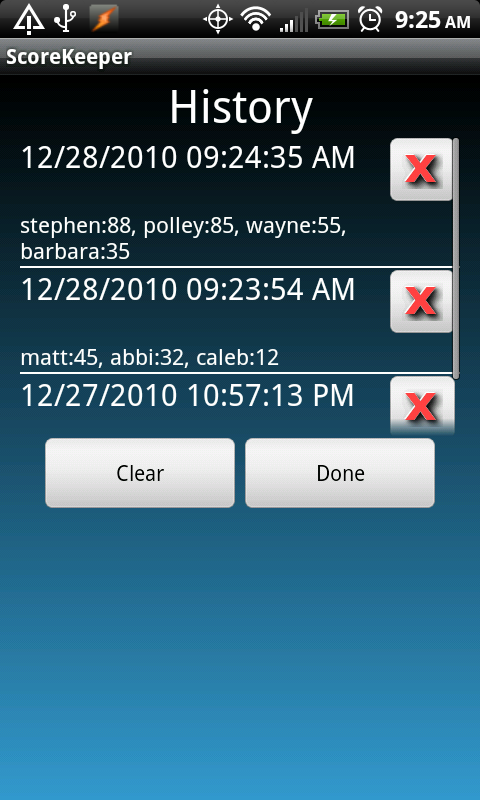 9:25 AM
ScoreKeeper
History
12/28/2010 09:24:35 AM
X
stephen:88, polley:85, wayne:55,
barbara:35
12/28/2010 09:23:54 AM
X
matt:45, abbi:32, caleb:12
12/27/2010 10:57:13 PM
X
Clear
Done